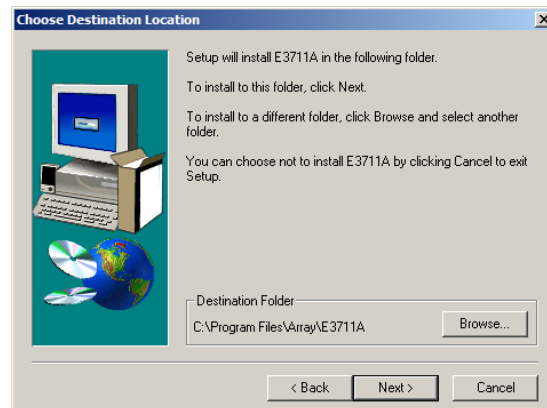 Choose Destination Location
Setup will install E3711A in the following folder.
To install to this folder, click Next.
To install to a different folder, click Browse and select another
folder.
You can choose not to install E3711A by clicking Cancel to exit
Setup.
Destination Folder
C:\Program Files\Array\E3711A
Browse...
< Back
Next >
Cancel